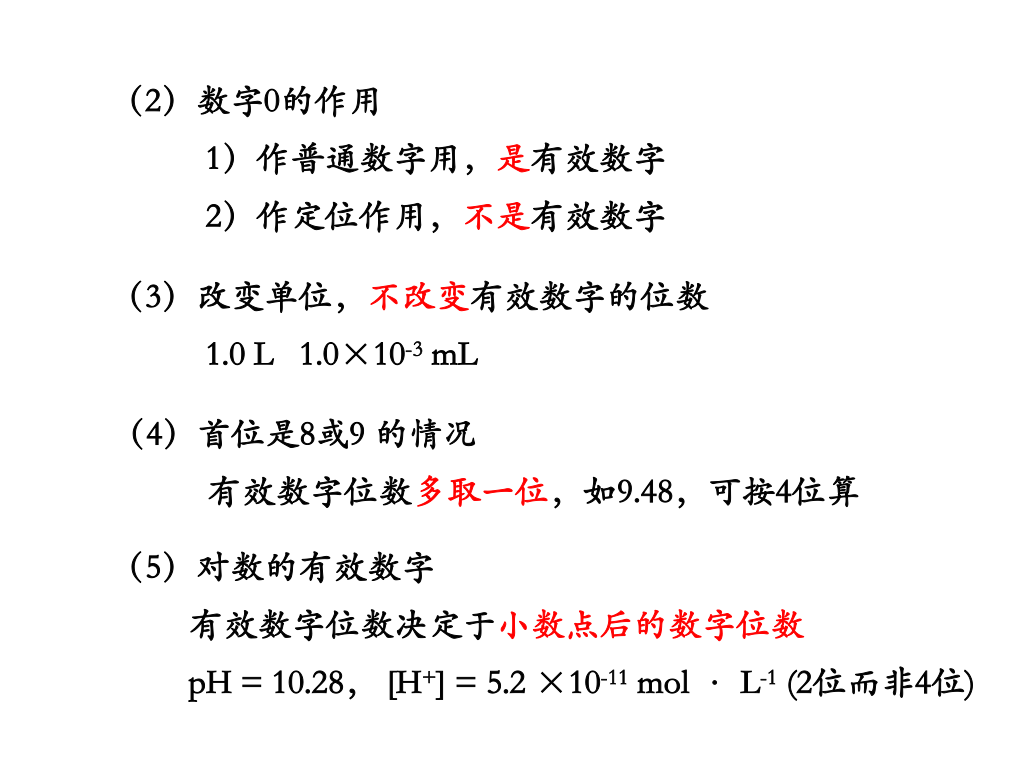 （2）数字0的作用
1）作普通数字用，是有效数字
2）作定位作用，不是有效数字
（3）改变单位，不改变有效数字的位数
1.0 L 1.0×10⁻³ mL
（4）首位是8或9 的情况
有效数字位数多取一位，如9.48，可按4位算
（5）对数的有效数字
有效数字位数决定于小数点后的数字位数
pH = 10.28， [H⁺] = 5.2 ×10⁻¹¹ mol · L⁻¹ (2位而非4位)